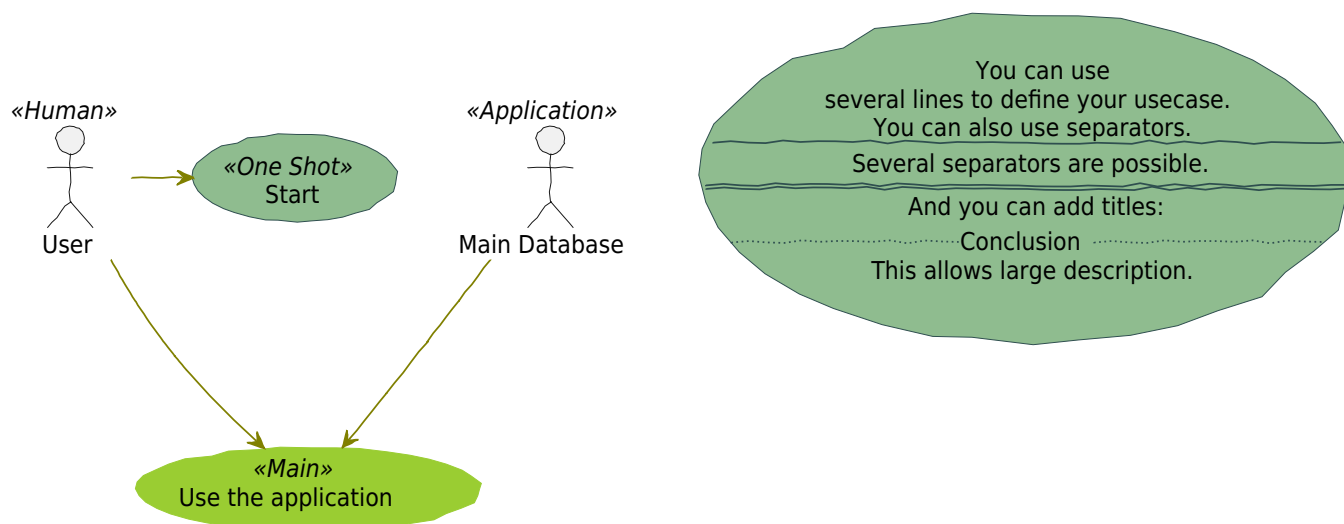 «Human»
User
«One Shot»
Start
«Application»
Main Database
«Main»
Use the application
You can use
several lines to define your usecase.
You can also use separators.
Several separators are possible.
And you can add titles:
Conclusion
This allows large description.